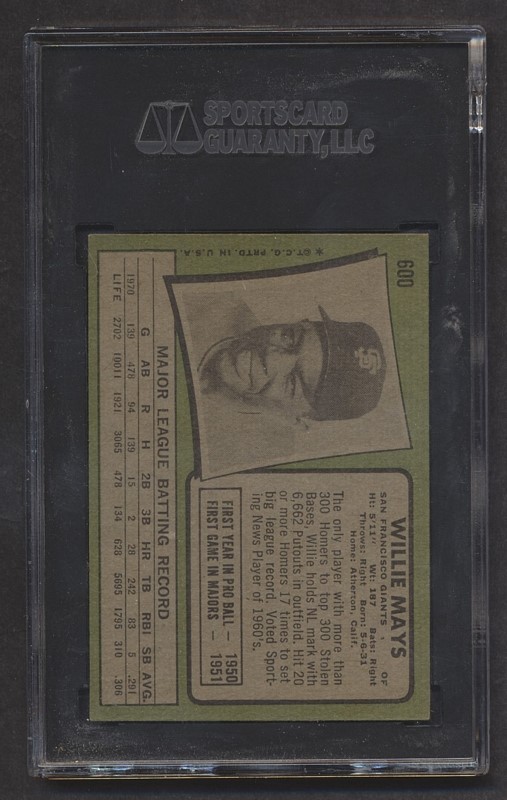 SPORTSCARD
GUARANTY, LLC
600
WILLIE MAYS
SAN FRANCISCO GIANTS • OF
Ht: 5'11" Wt: 187 Bats: Right
Throws: Right Born: 5-6-31
Home: Atherton, Calif.
The only player with more than
300 Homers to top 300 Stolen
Bases, Willie holds NL mark with
6,662 Putouts in outfield. Hit 20
or more Homers 17 times to set
big league record. Voted Sport-
ing News Player of 1960's.
FIRST YEAR IN PRO BALL — 1950
FIRST GAME IN MAJORS — 1951
SF
MAJOR LEAGUE BATTING RECORD
G AB R H 2B 3B HR TB RBI SB AVG.
1970 139 478 94 139 15 2 28 242 83 5 .291
LIFE 2702 10011 1921 3065 478 134 628 5695 1795 310 .306
* © T.C.G. PRTD. IN U.S.A.